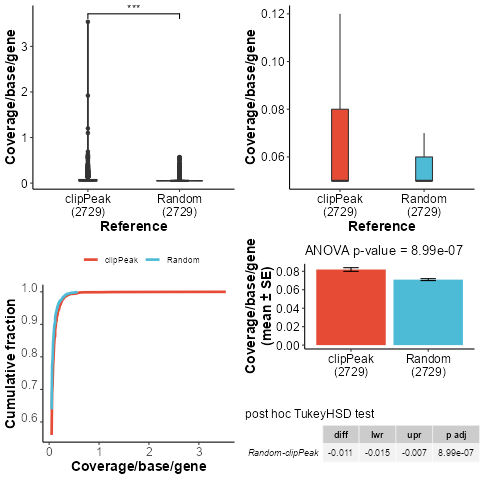 ***
Coverage/base/gene
3
2
1
0
clipPeak
(2729)
Random
(2729)
Reference
Coverage/base/gene
0.12
0.10
0.08
0.06
clipPeak
(2729)
Random
(2729)
Reference
clipPeak
Random
Cumulative fraction
1.0
0.9
0.8
0.7
0.6
0
1
2
3
Coverage/base/gene
ANOVA p-value = 8.99e-07
Coverage/base/gene
(mean ± SE)
0.08
0.06
0.04
0.02
0.00
clipPeak
(2729)
Random
(2729)
post hoc TukeyHSD test
diff lwr upr p adj
Random-clipPeak -0.011 -0.015 -0.007 8.99e-07